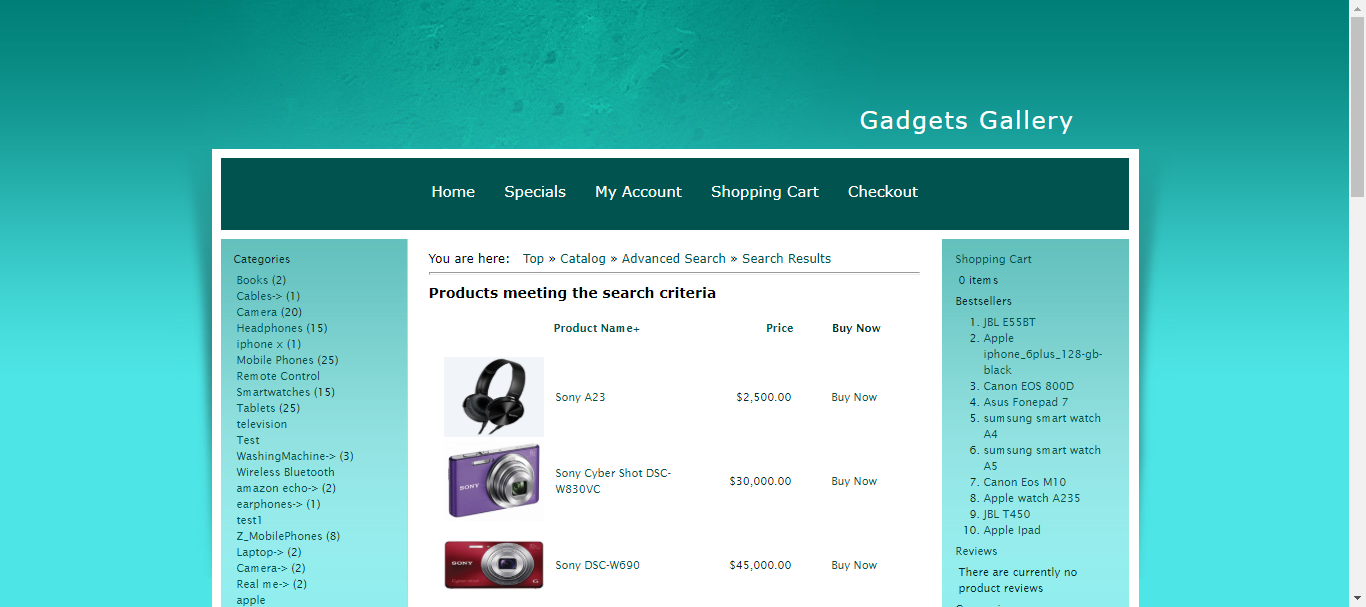 Gadgets Gallery
Home Specials My Account Shopping Cart Checkout
Categories
Books (2)
Cables-> (1)
Camera (20)
Headphones (15)
iphone x (1)
Mobile Phones (25)
Remote Control
Smartwatches (15)
Tablets (25)
television
Test
WashingMachine-> (3)
Wireless Bluetooth
amazon echo-> (2)
earphones-> (1)
test1
Z_MobilePhones (8)
Laptop-> (2)
Camera-> (2)
Real me-> (2)
apple
You are here: Top » Catalog » Advanced Search » Search Results
Products meeting the search criteria
Product Name+ Price Buy Now
Sony A23 $2,500.00 Buy Now
SONY
Sony Cyber Shot DSC-
W830VC
$30,000.00 Buy Now
SONY
Sony DSC-W690 $45,000.00 Buy Now
Shopping Cart
0 items
Bestsellers
1. JBL E55BT
2. Apple
iphone_6plus_128-gb-
black
3. Canon EOS 800D
4. Asus Fonepad 7
5. sumsung smart watch
A4
6. sumsung smart watch
A5
7. Canon Eos M10
8. Apple watch A235
9. JBL T450
10. Apple Ipad
Reviews
There are currently no
product reviews